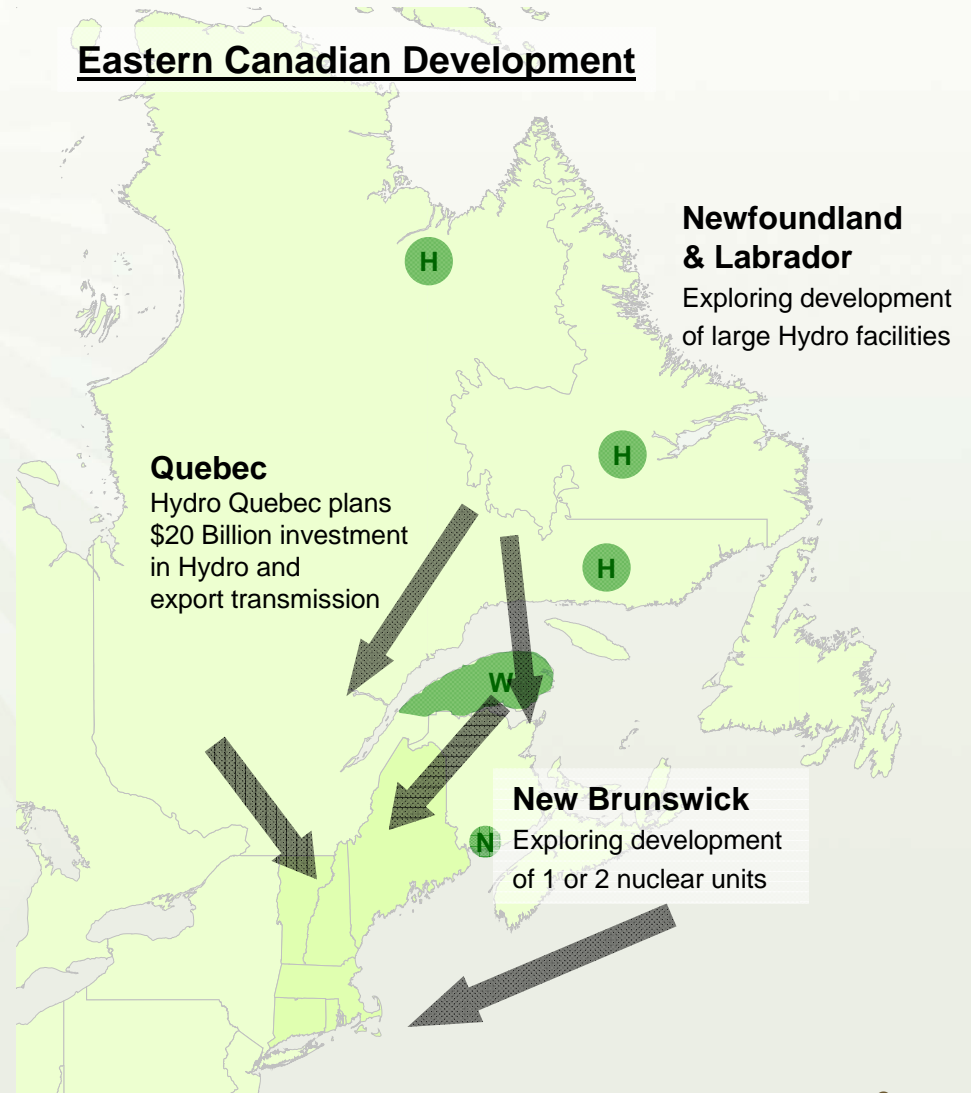 Eastern Canadian Development
Newfoundland
& Labrador
Exploring development
of large Hydro facilities
H
H
Quebec
Hydro Quebec plans
$20 Billion investment
in Hydro and
export transmission
H
W
New Brunswick
N
Exploring development
of 1 or 2 nuclear units